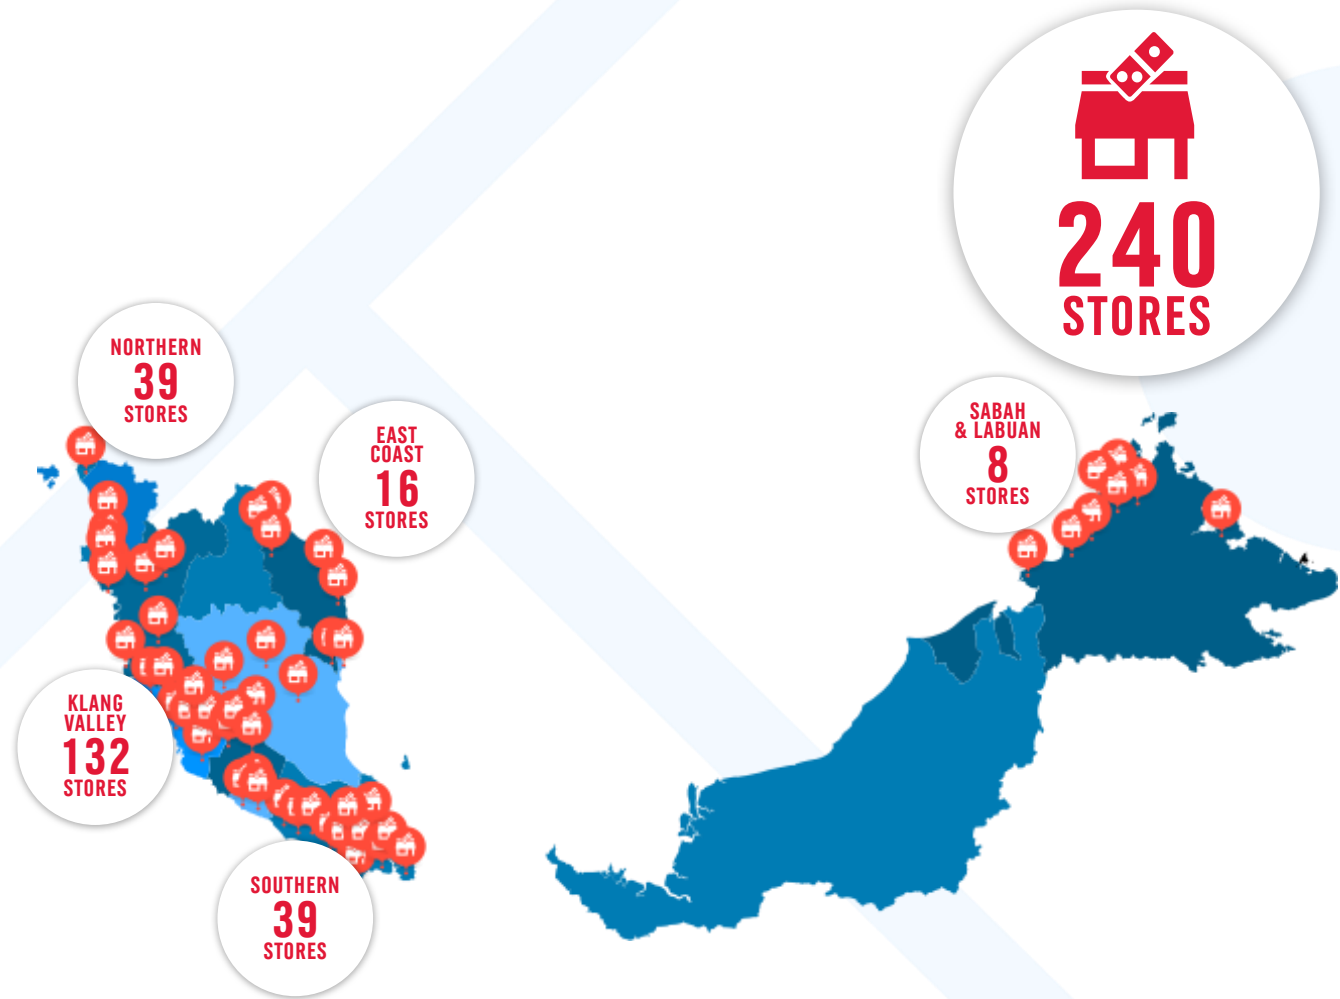 240
STORES
NORTHERN
39
STORES
EAST
COAST
16
STORES
SABAH
& LABUAN
8
STORES
KLANG
VALLEY
132
STORES
SOUTHERN
39
STORES